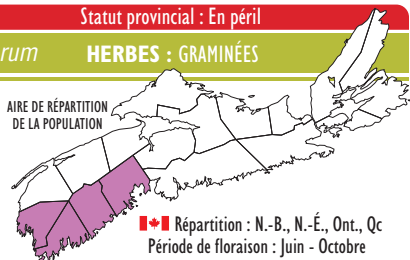 Statut provincial : En péril
rum HERBES : GRAMINÉES
AIRE DE RÉPARTITION
DE LA POPULATION
Répartition : N.-B., N.-É., Ont., Qc
Période de floraison : Juin - Octobre